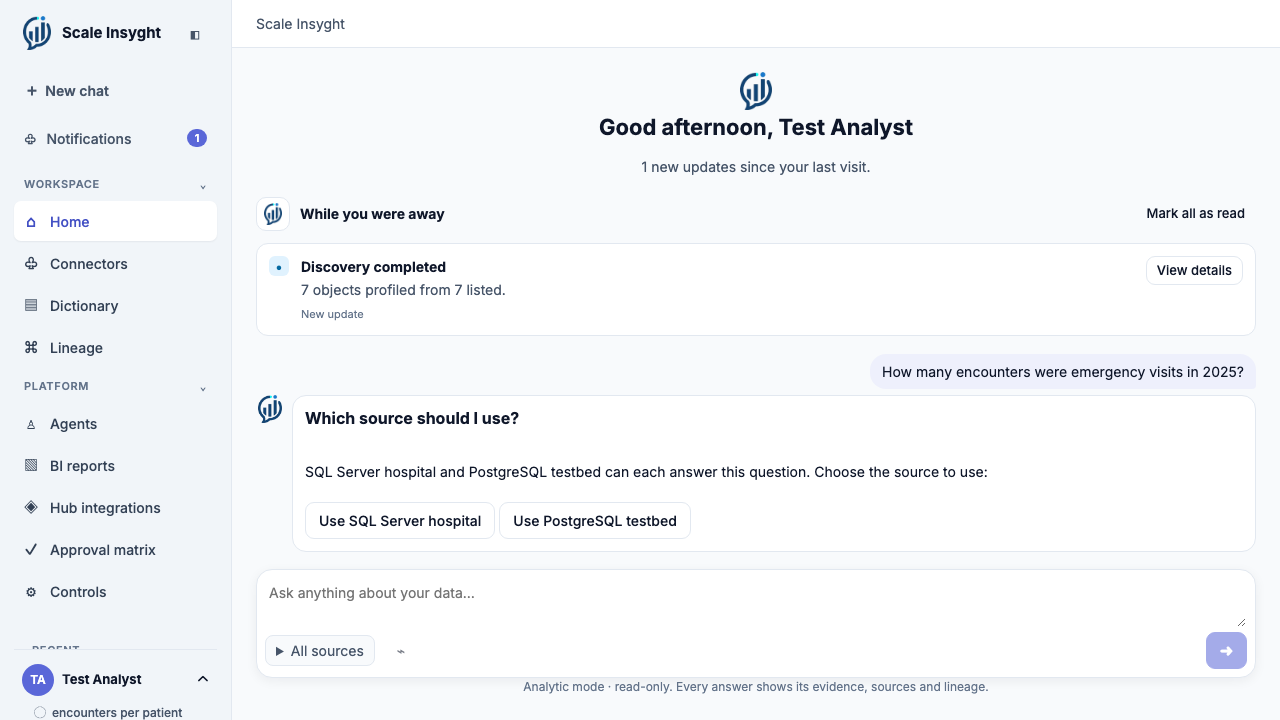 Scale Insyght
New chat
Notifications
1
WORKSPACE
Home
Connectors
Dictionary
Lineage
PLATFORM
Agents
BI reports
Hub integrations
Approval matrix
Controls
RECENT
TA
Test Analyst
encounters per patient
Scale Insyght
Good afternoon, Test Analyst
1 new updates since your last visit.
While you were away
Mark all as read
Discovery completed
View details
7 objects profiled from 7 listed.
New update
How many encounters were emergency visits in 2025?
Which source should I use?
SQL Server hospital and PostgreSQL testbed can each answer this question. Choose the source to use:
Use SQL Server hospital
Use PostgreSQL testbed
Ask anything about your data...
All sources
Analytic mode · read-only. Every answer shows its evidence, sources and lineage.